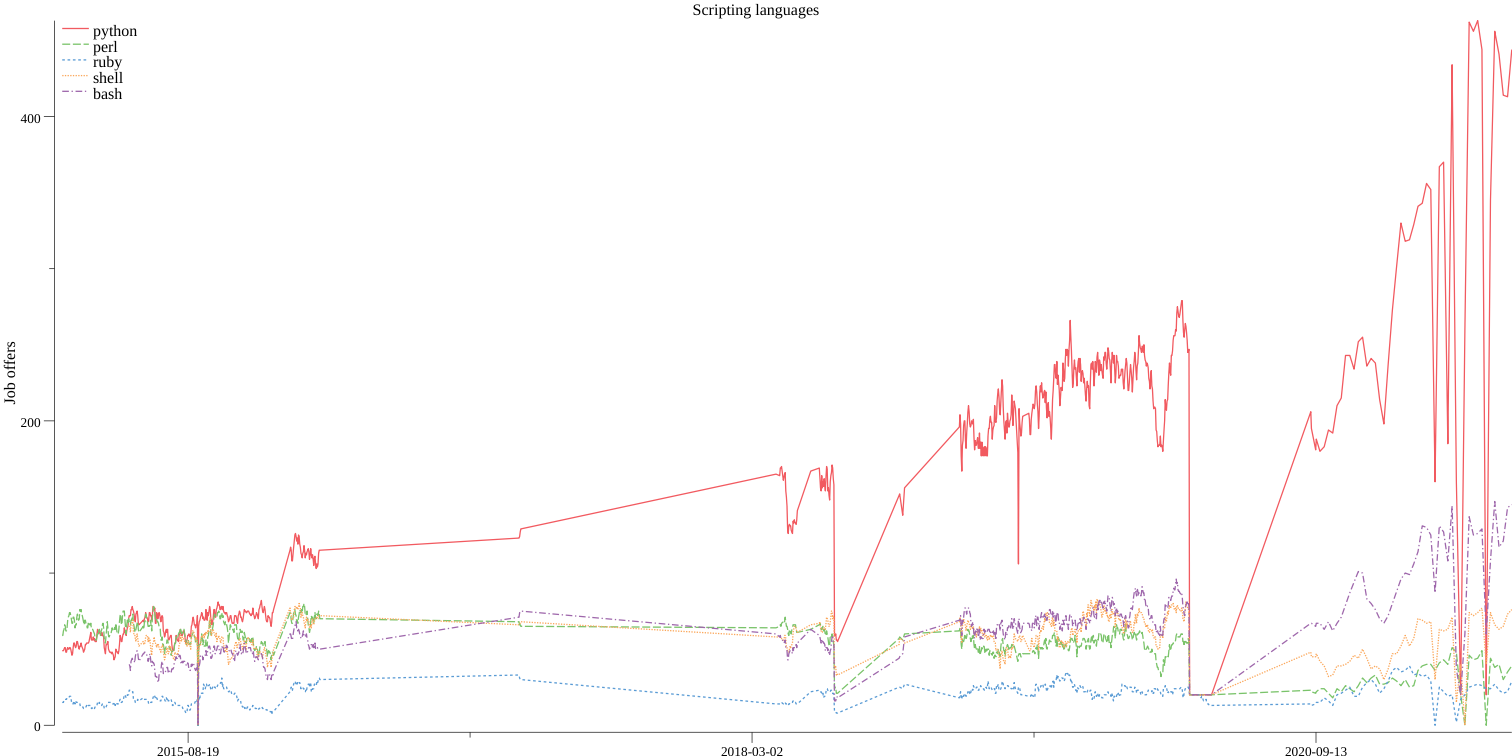 Scripting languages
python
perl
ruby
shell
bash
Job offers
400
200
0
2015-08-19
2018-03-02
2020-09-13